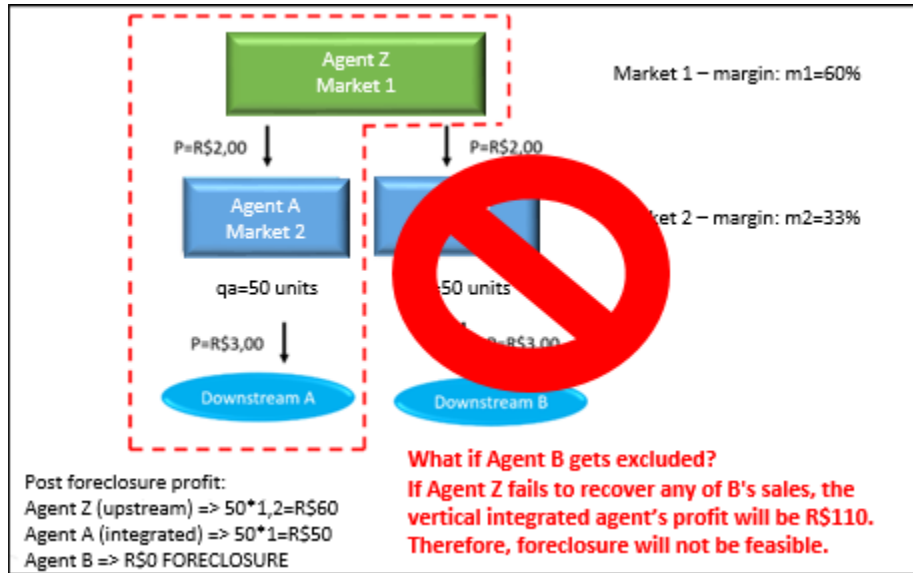 Agent Z
Market 1
Market 1 – margin: m1=60%
P=R$2,00
P=R$2,00
Agent A
Market 2
2 – margin: m2=33%
qa=50 units
50 units
P=R$3,00
P=R$3,00
Downstream A
Downstream B
Post foreclosure profit:
Agent Z (upstream) => 50*1,2=R$60
Agent A (integrated) => 50*1=R$50
Agent B => R$0 FORECLOSURE
What if Agent B gets excluded?
If Agent Z fails to recover any of B's sales, the
vertical integrated agent's profit will be R$110.
Therefore, foreclosure will not be feasible.